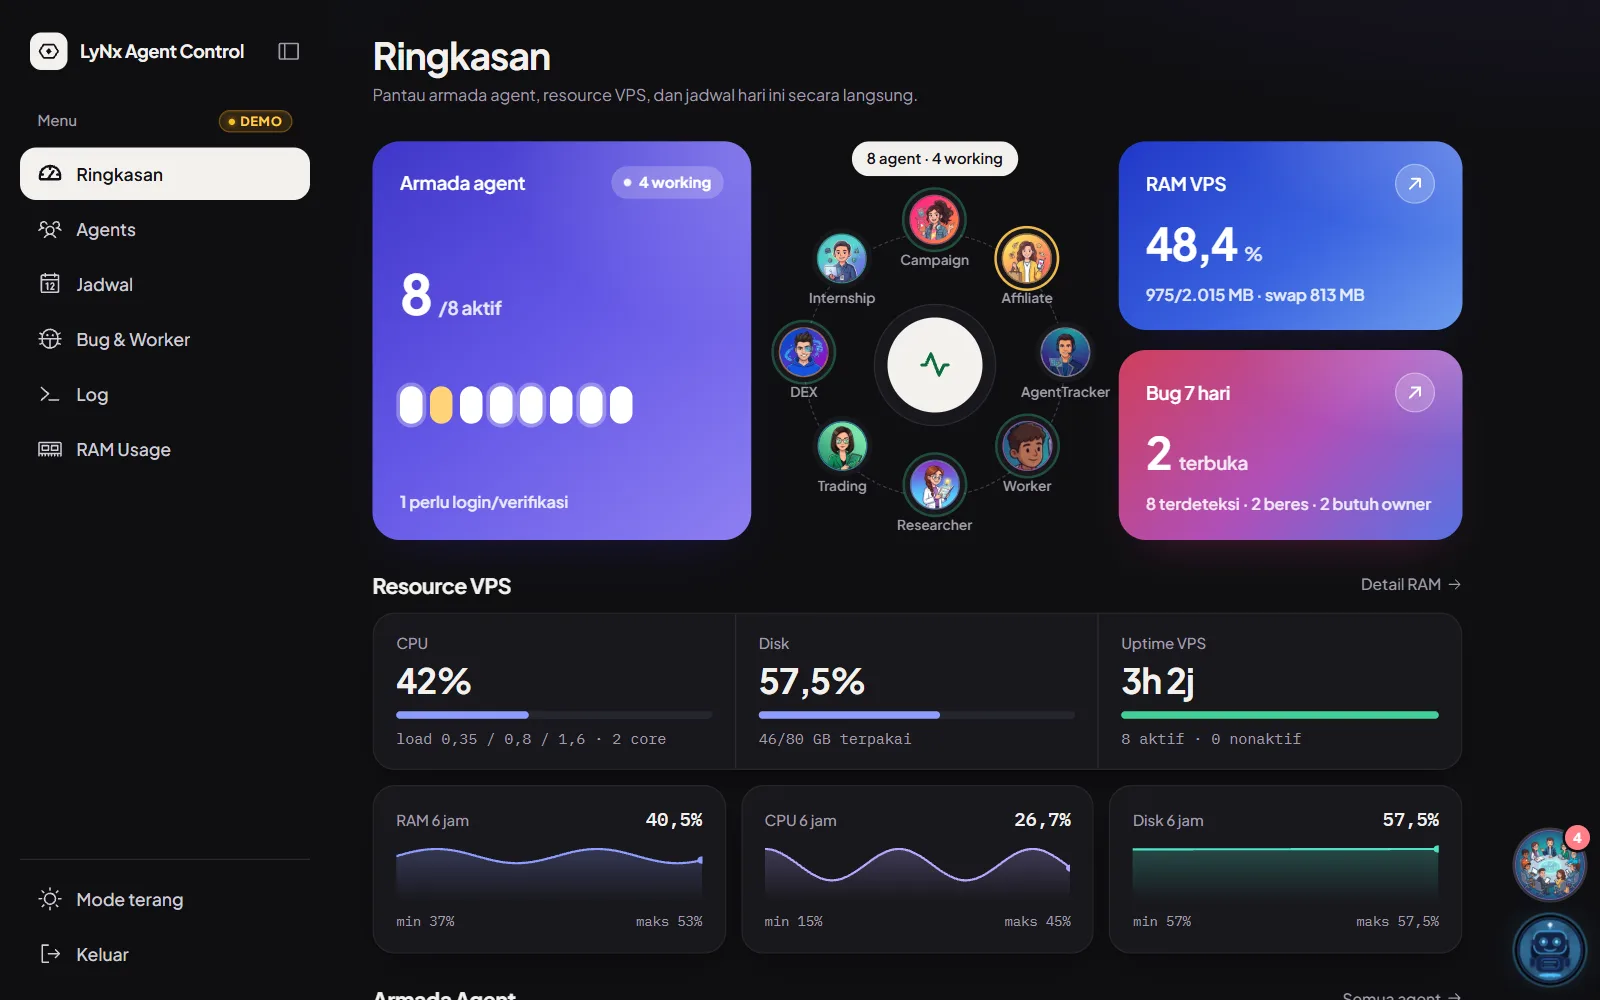 LyNx Agent Control
Menu
DEMO
Ringkasan
Agents
12
Jadwal
Bug & Worker
Log
RAM Usage
Mode terang
Keluar
Ringkasan
Pantau armada agent, resource VPS, dan jadwal hari ini secara langsung.
Armada agent
4 working
8 /8 aktif
1 perlu login/verifikasi
8 agent · 4 working
Campaign
Affiliate
AgentTracker
Worker
Researcher
Trading
DEX
Internship
RAM VPS
48,4 %
975/2.015 MB · swap 813 MB
Bug 7 hari
2 terbuka
8 terdeteksi · 2 beres · 2 butuh owner
Resource VPS
Detail RAM →
CPU
42%
load 0,35 / 0,8 / 1,6 · 2 core
Disk
57,5%
46/80 GB terpakai
Uptime VPS
3h 2j
8 aktif · 0 nonaktif
RAM 6 jam
40,5%
min 37%
maks 53%
CPU 6 jam
26,7%
min 15%
maks 45%
Disk 6 jam
57,5%
min 57%
maks 57,5%
4
Armada Agent
Semua agent →